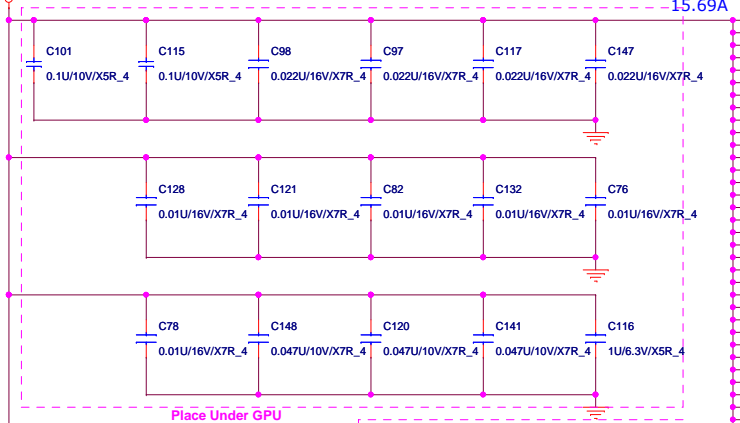 15.69A
C101 C115 C98 C97 C117 C147
0.1U/10V/X5R_4 0.1U/10V/X5R_4 0.022U/16V/X7R_4 0.022U/16V/X7R_4 0.022U/16V/X7R_4 0.022U/16V/X7R_4
C128 C121 C82 C132 C76
0.01U/16V/X7R_4 0.01U/16V/X7R_4 0.01U/16V/X7R_4 0.01U/16V/X7R_4 0.01U/16V/X7R_4
C78 C148 C120 C141 C116
0.01U/16V/X7R_4 0.047U/10V/X7R_4 0.047U/10V/X7R_4 0.047U/10V/X7R_4 1U/6.3V/X5R_4
Place Under GPU